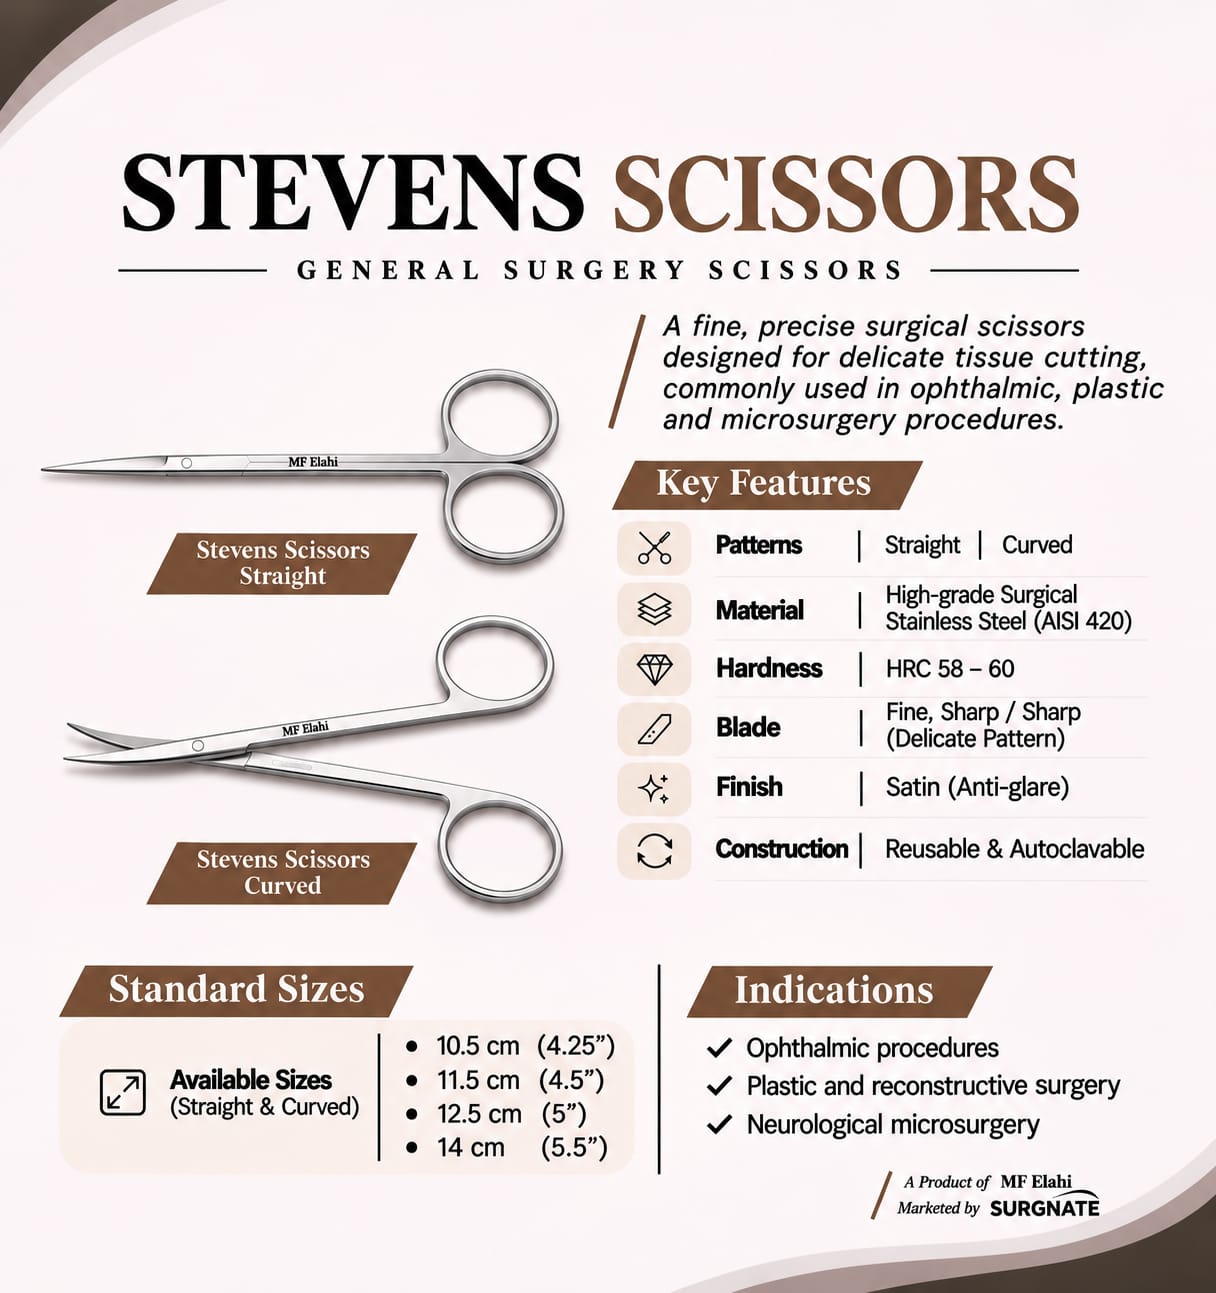 STEVENS SCISSORS
GENERAL SURGERY SCISSORS
A fine, precise surgical scissors
designed for delicate tissue cutting,
commonly used in ophthalmic, plastic
and microsurgery procedures.
MF Elahi
Stevens Scissors
Straight
MF Elahi
Stevens Scissors
Curved
Key Features
Patterns | Straight | Curved
Material | High-grade Surgical
Stainless Steel (AISI 420)
Hardness | HRC 58 – 60
Blade | Fine, Sharp / Sharp
(Delicate Pattern)
Finish | Satin (Anti-glare)
Construction | Reusable & Autoclavable
Standard Sizes
Available Sizes
(Straight & Curved)
• 10.5 cm (4.25”)
• 11.5 cm (4.5”)
• 12.5 cm (5”)
• 14 cm (5.5”)
Indications
Ophthalmic procedures
Plastic and reconstructive surgery
Neurological microsurgery
A Product of MF Elahi
Marketed by SURGNATE